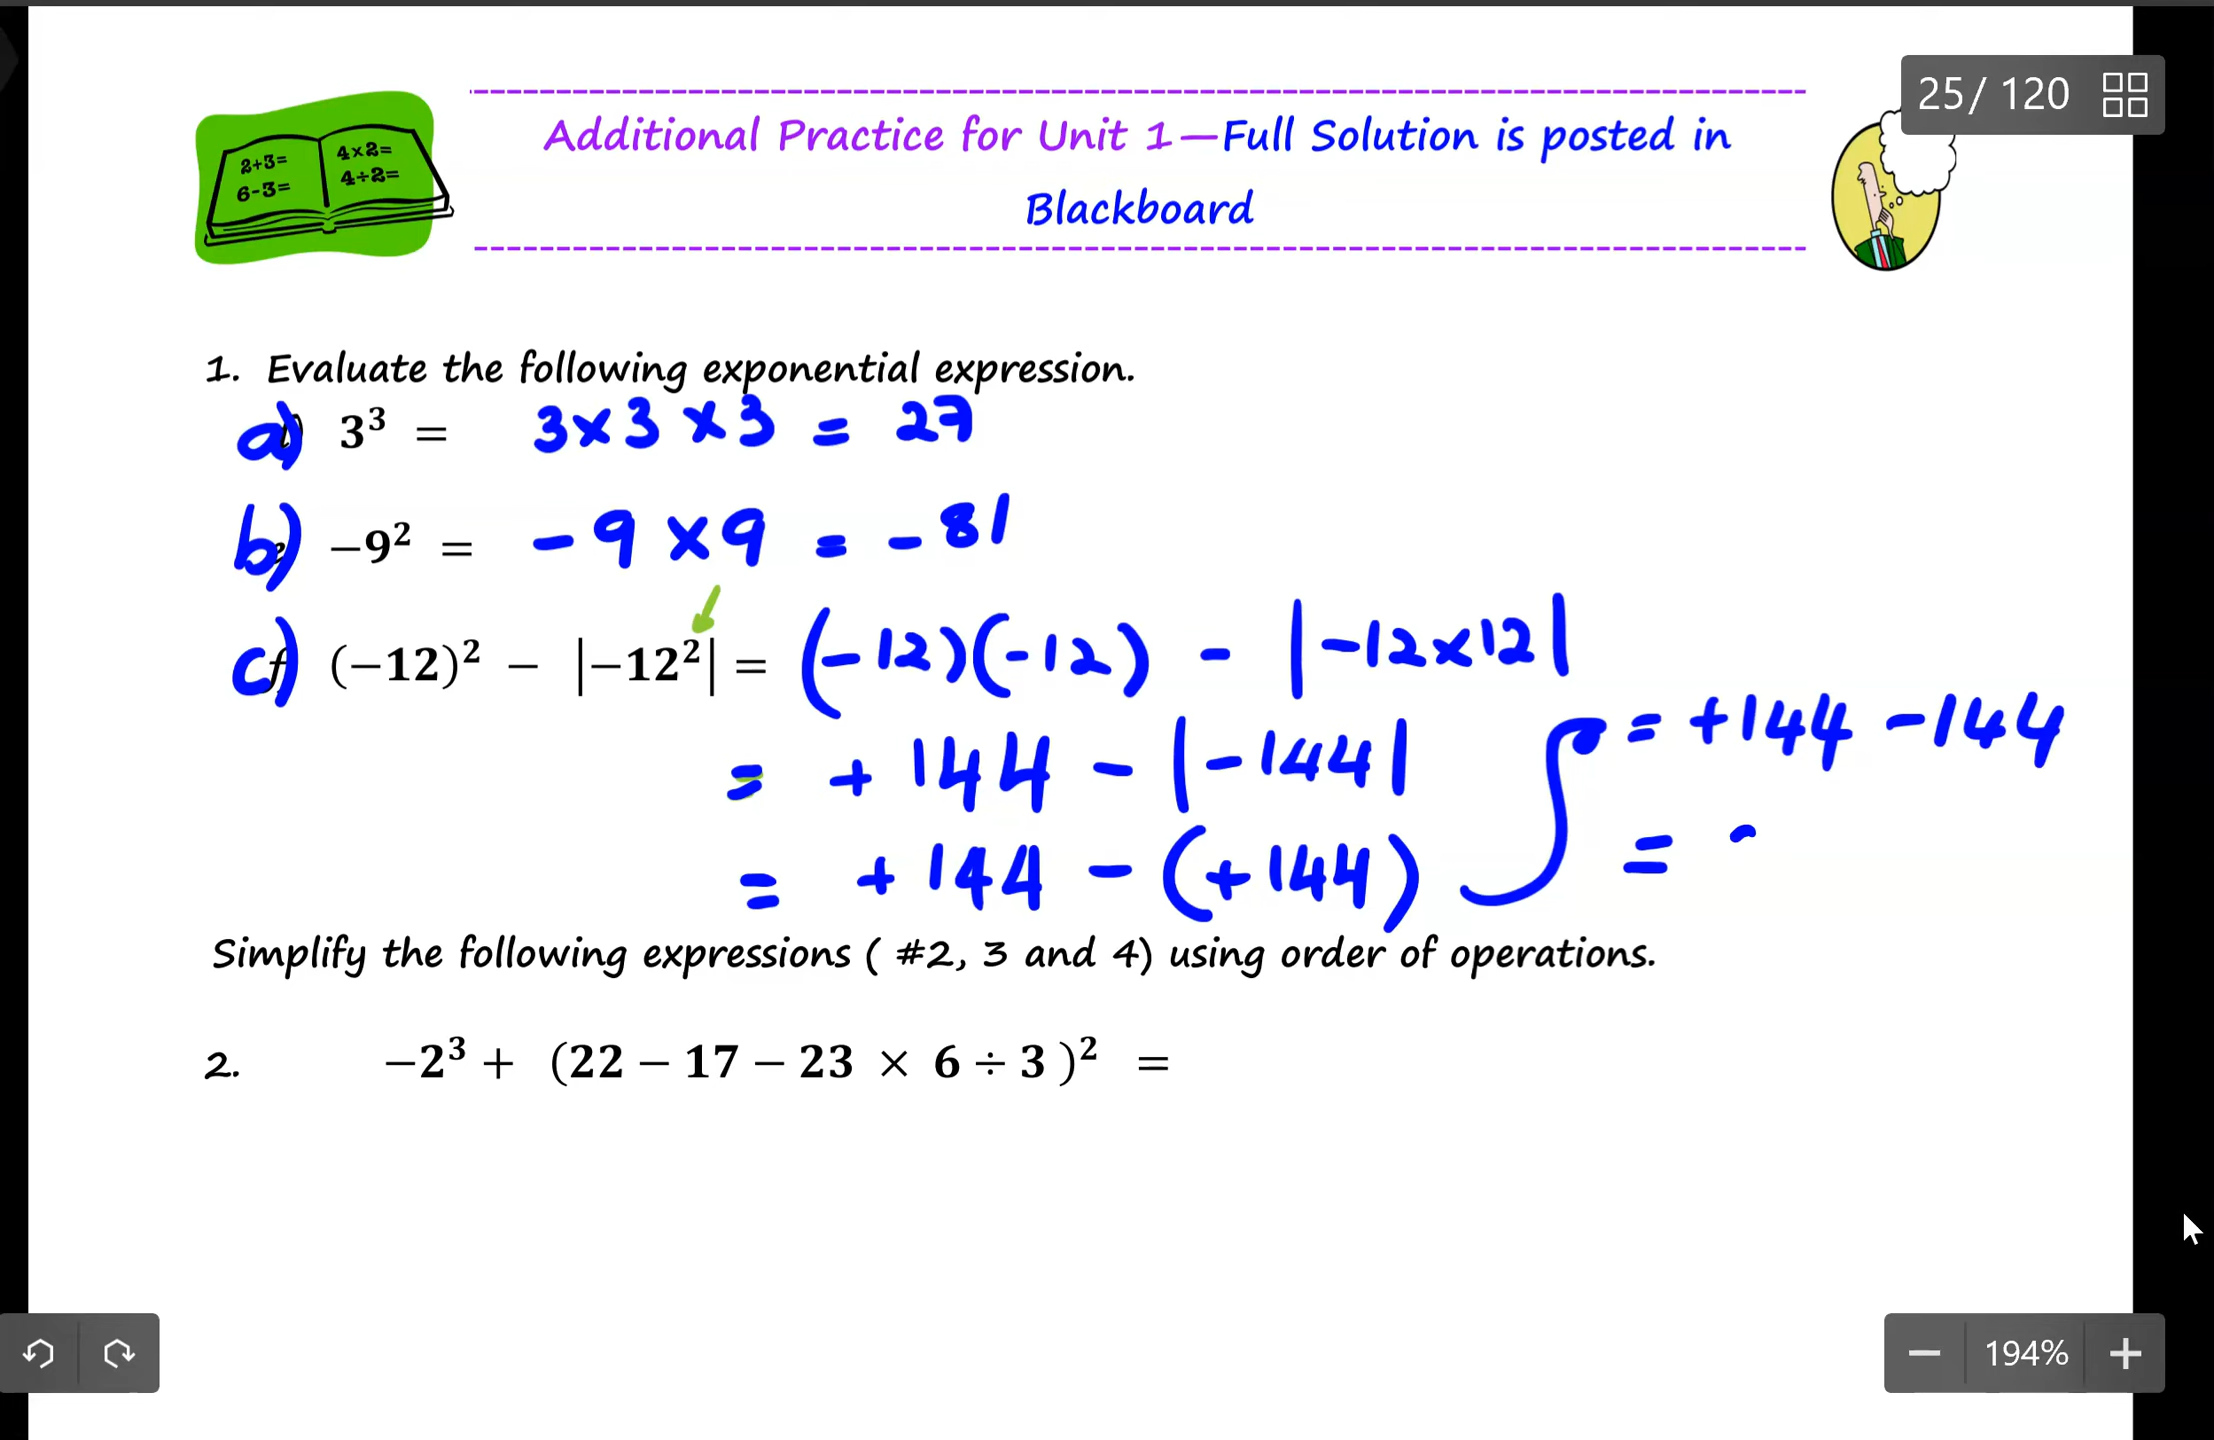 25/ 120
2+3= 4×2=
6-3= 4÷2=
Additional Practice for Unit 1—Full Solution is posted in
Blackboard
1. Evaluate the following exponential expression.
a) 3³ = 3×3×3 = 27
b) −9² = -9×9 = -81
c) (−12)² − |−12²| = (-12)(-12) - |-12×12|
= +144 - |-144| = +144 -144
= +144 - (+144) =
Simplify the following expressions ( #2, 3 and 4) using order of operations.
2. −2³ + (22 − 17 − 23 × 6 ÷ 3 )² =
194%